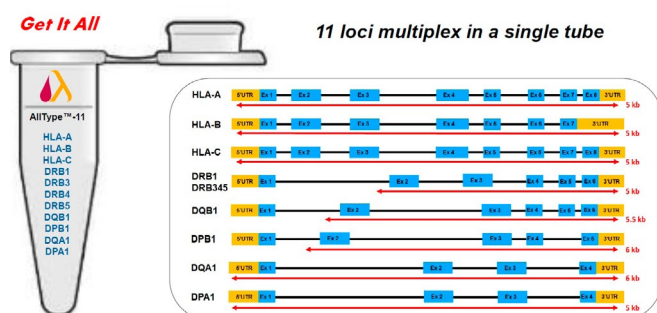 Get It All
11 loci multiplex in a single tube
AllType™-11
HLA-A
HLA-B
HLA-C
DRB1
DRB3
DRB4
DRB5
DQB1
DPB1
DQA1
DPA1
HLA-A 5'UTR Ex 1 Ex 2 Ex 3 Ex 4 Ex 5 Ex 6 Ex 7 Ex 8 3'UTR
5 kb
HLA-B 5'UTR Ex 1 Ex 2 Ex 3 Ex 4 Ex 5 Ex 6 Ex 7 3'UTR
5 kb
HLA-C 5'UTR Ex 1 Ex 2 Ex 3 Ex 4 Ex 5 Ex 6 Ex 7 Ex 8 3'UTR
5 kb
DRB1
DRB345 5'UTR Ex 1 Ex 2 Ex 3 Ex 4 Ex 5 Ex 6 3'UTR
5 kb
DQB1 5'UTR Ex 1 Ex 2 Ex 3 Ex 4 Ex 5 Ex 6 3'UTR
5.5 kb
DPB1 5'UTR Ex 1 Ex 2 Ex 3 Ex 4 Ex 5 3'UTR
6 kb
DQA1 5'UTR Ex 1 Ex 2 Ex 3 Ex 4 3'UTR
6 kb
DPA1 5'UTR Ex 1 Ex 2 Ex 3 Ex 4 3'UTR
5 kb